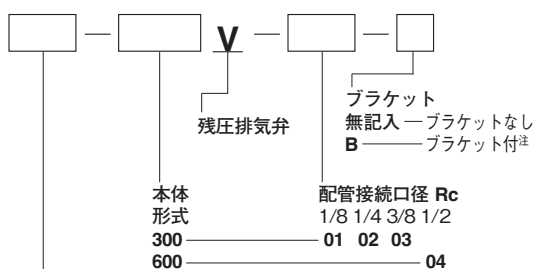 V
残圧排気弁
ブラケット
無記入 ブラケットなし
B ブラケット付注
本体
形式
配管接続口径 Rc
1/8 1/4 3/8 1/2
300 01 02 03
600 04